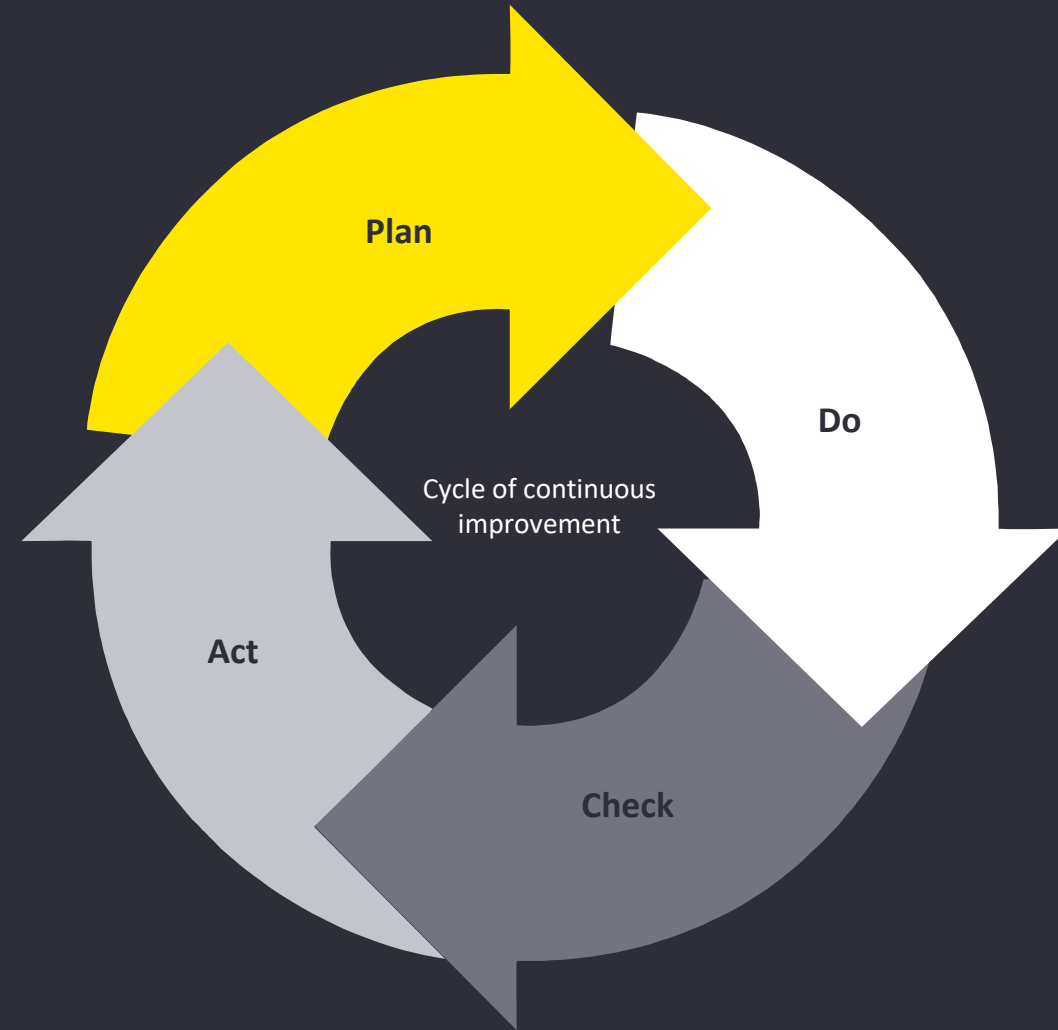 Plan
Do
Cycle of continuous
improvement
Act
Check